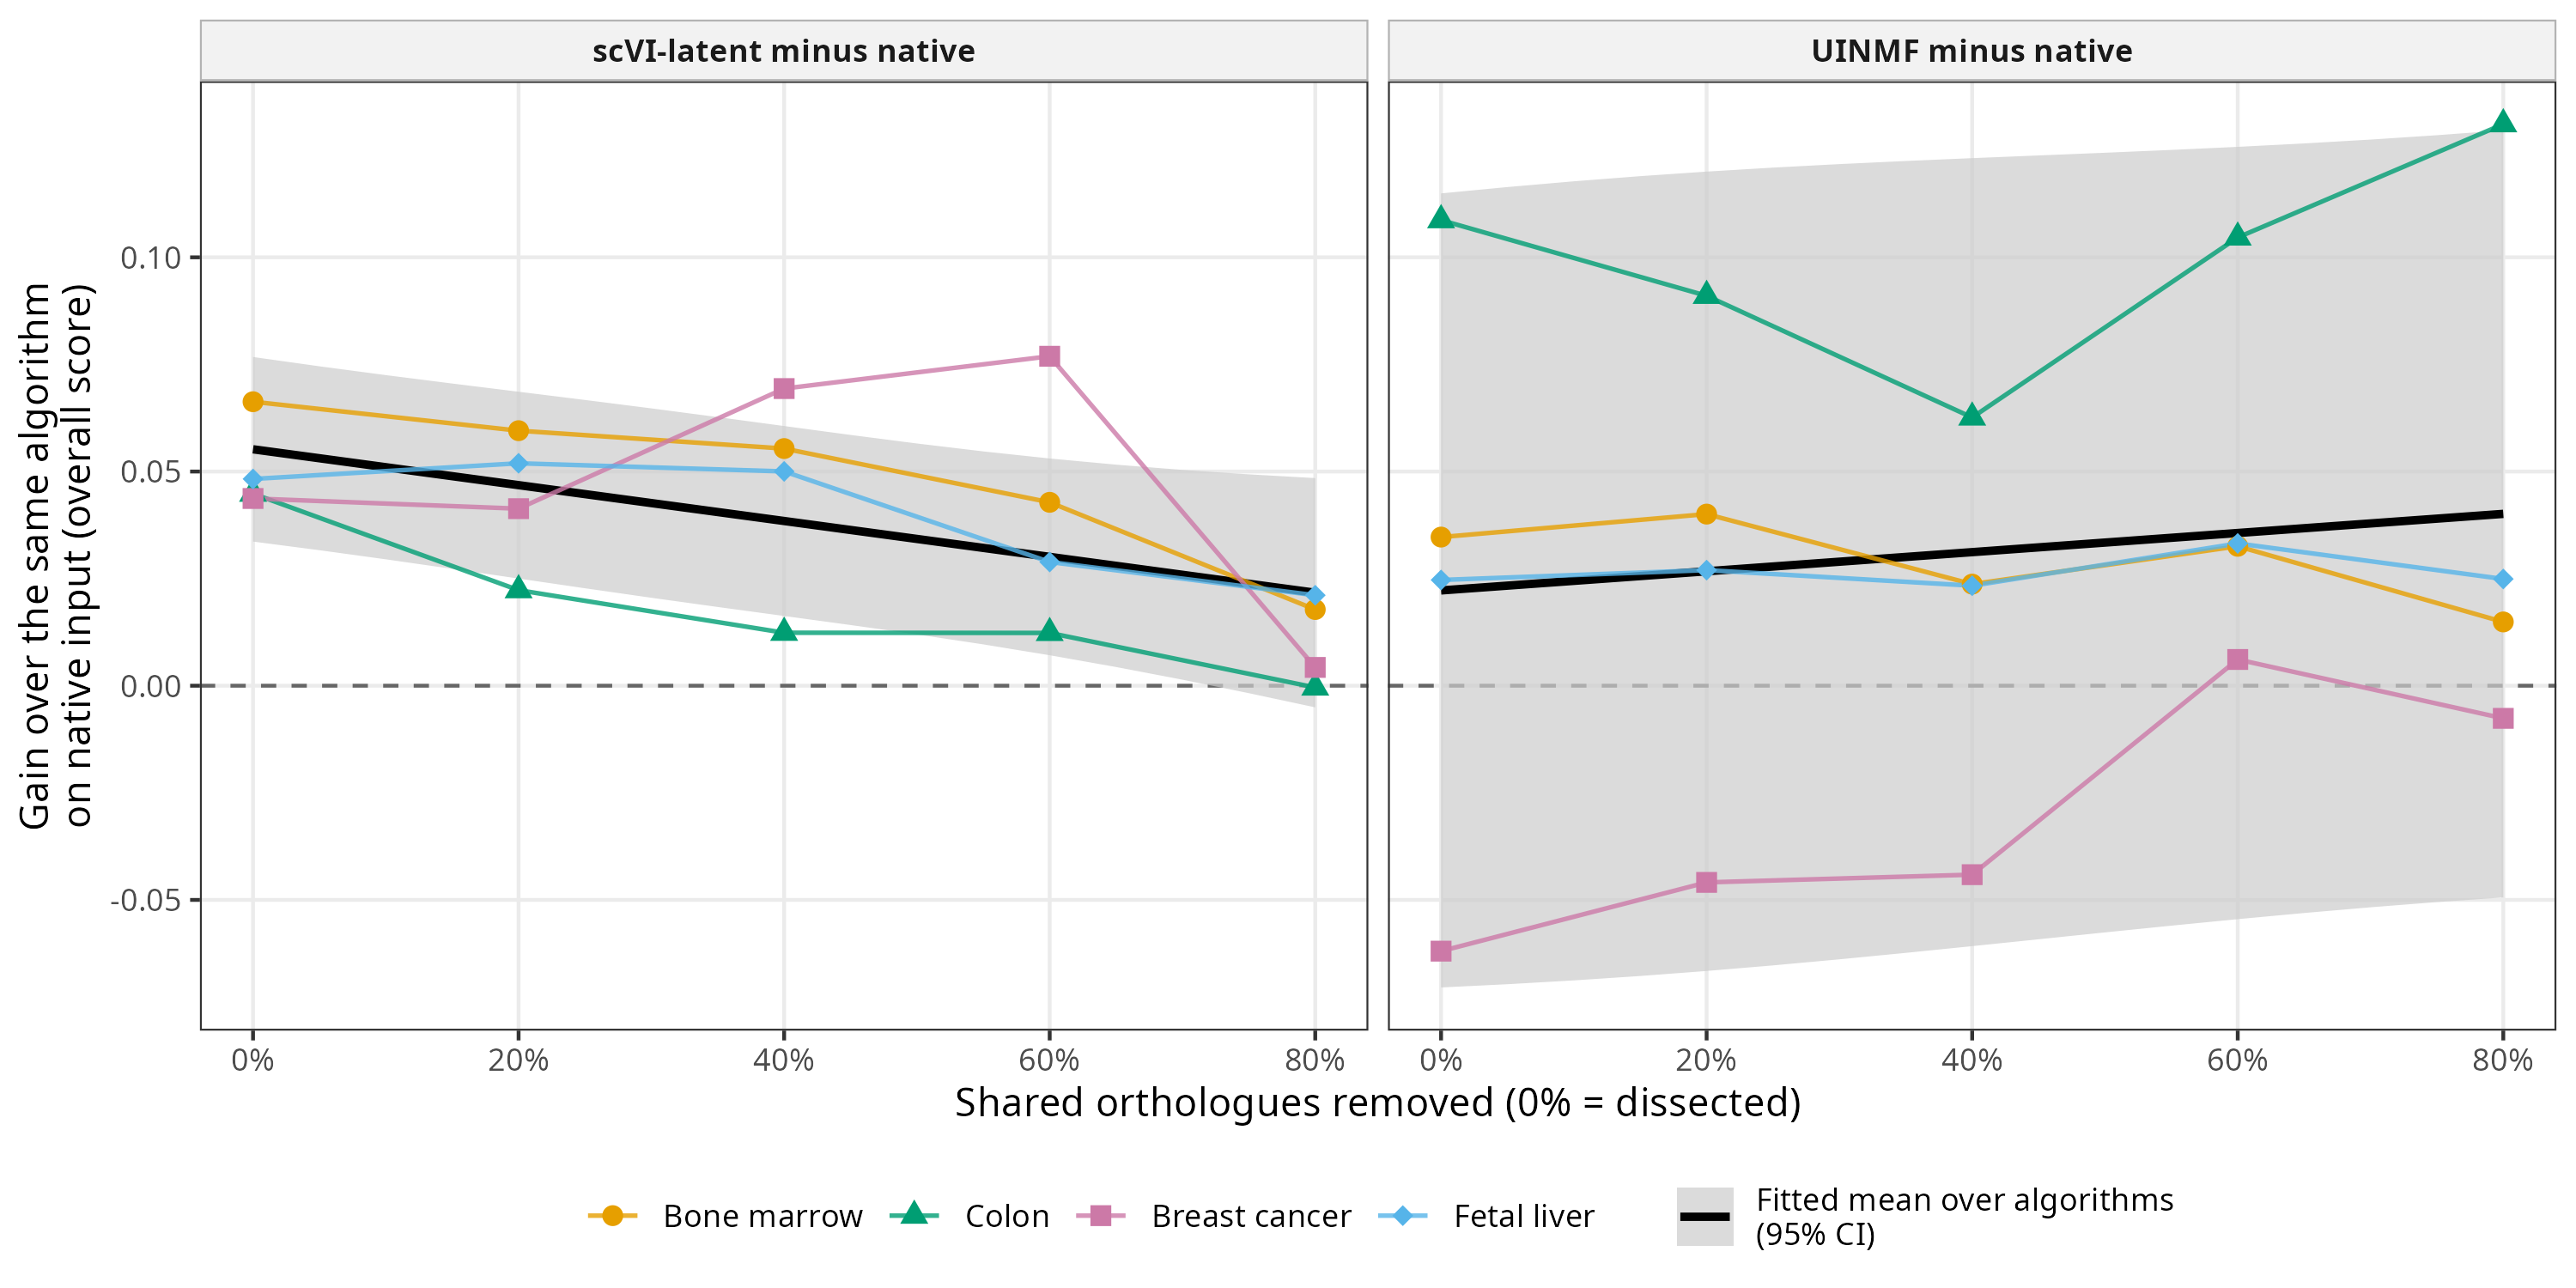 scVI-latent minus native
UINMF minus native
Gain over the same algorithm
on native input (overall score)
0.10
0.05
0.00
-0.05
0%
20%
40%
60%
80%
0%
20%
40%
60%
80%
Shared orthologues removed (0% = dissected)
Bone marrow
Colon
Breast cancer
Fetal liver
Fitted mean over algorithms
(95% CI)